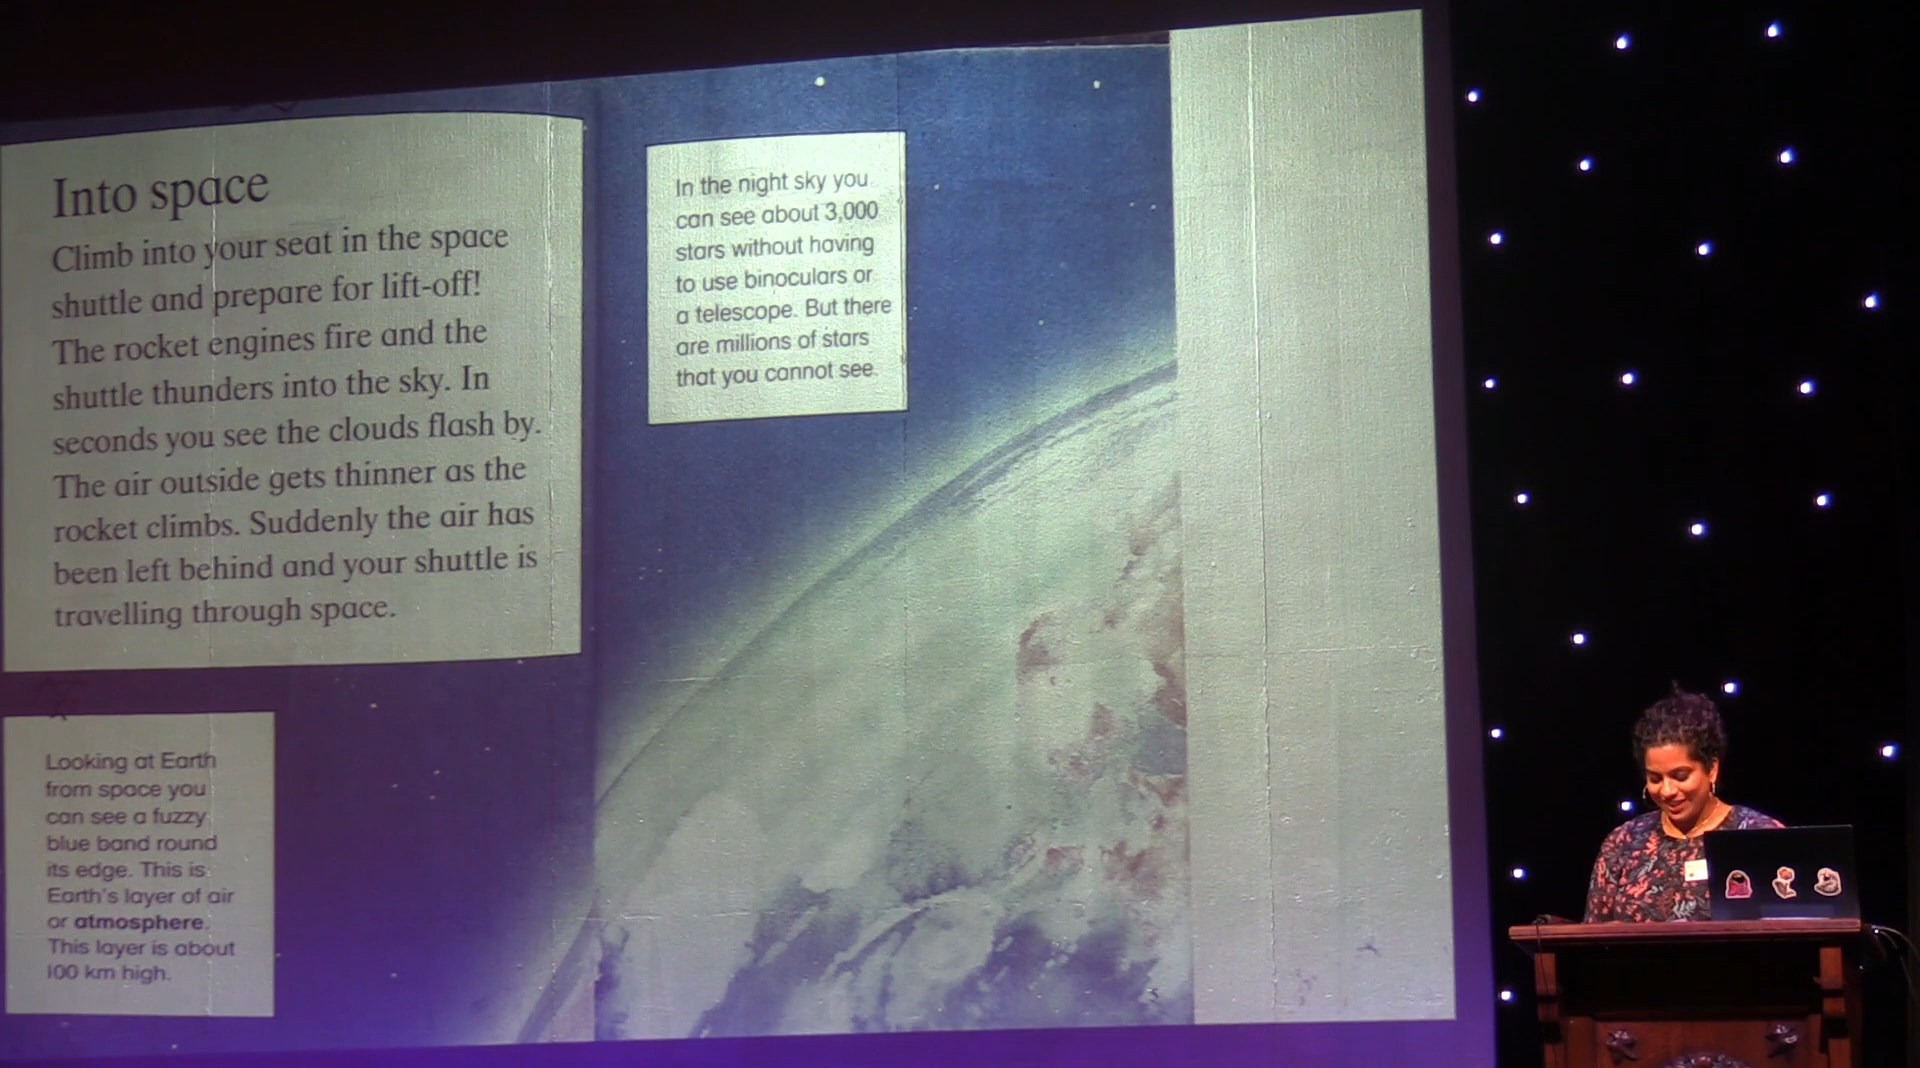 Into space
Climb into your seat in the space
shuttle and prepare for lift-off!
The rocket engines fire and the
shuttle thunders into the sky. In
seconds you see the clouds flash by.
The air outside gets thinner as the
rocket climbs. Suddenly the air has
been left behind and your shuttle is
travelling through space.
Looking at Earth
from space you
can see a fuzzy
blue band round
its edge. This is
Earth's layer of air
or atmosphere.
This layer is about
100 km high.
In the night sky you
can see about 3,000
stars without having
to use binoculars or
a telescope. But there
are millions of stars
that you cannot see.